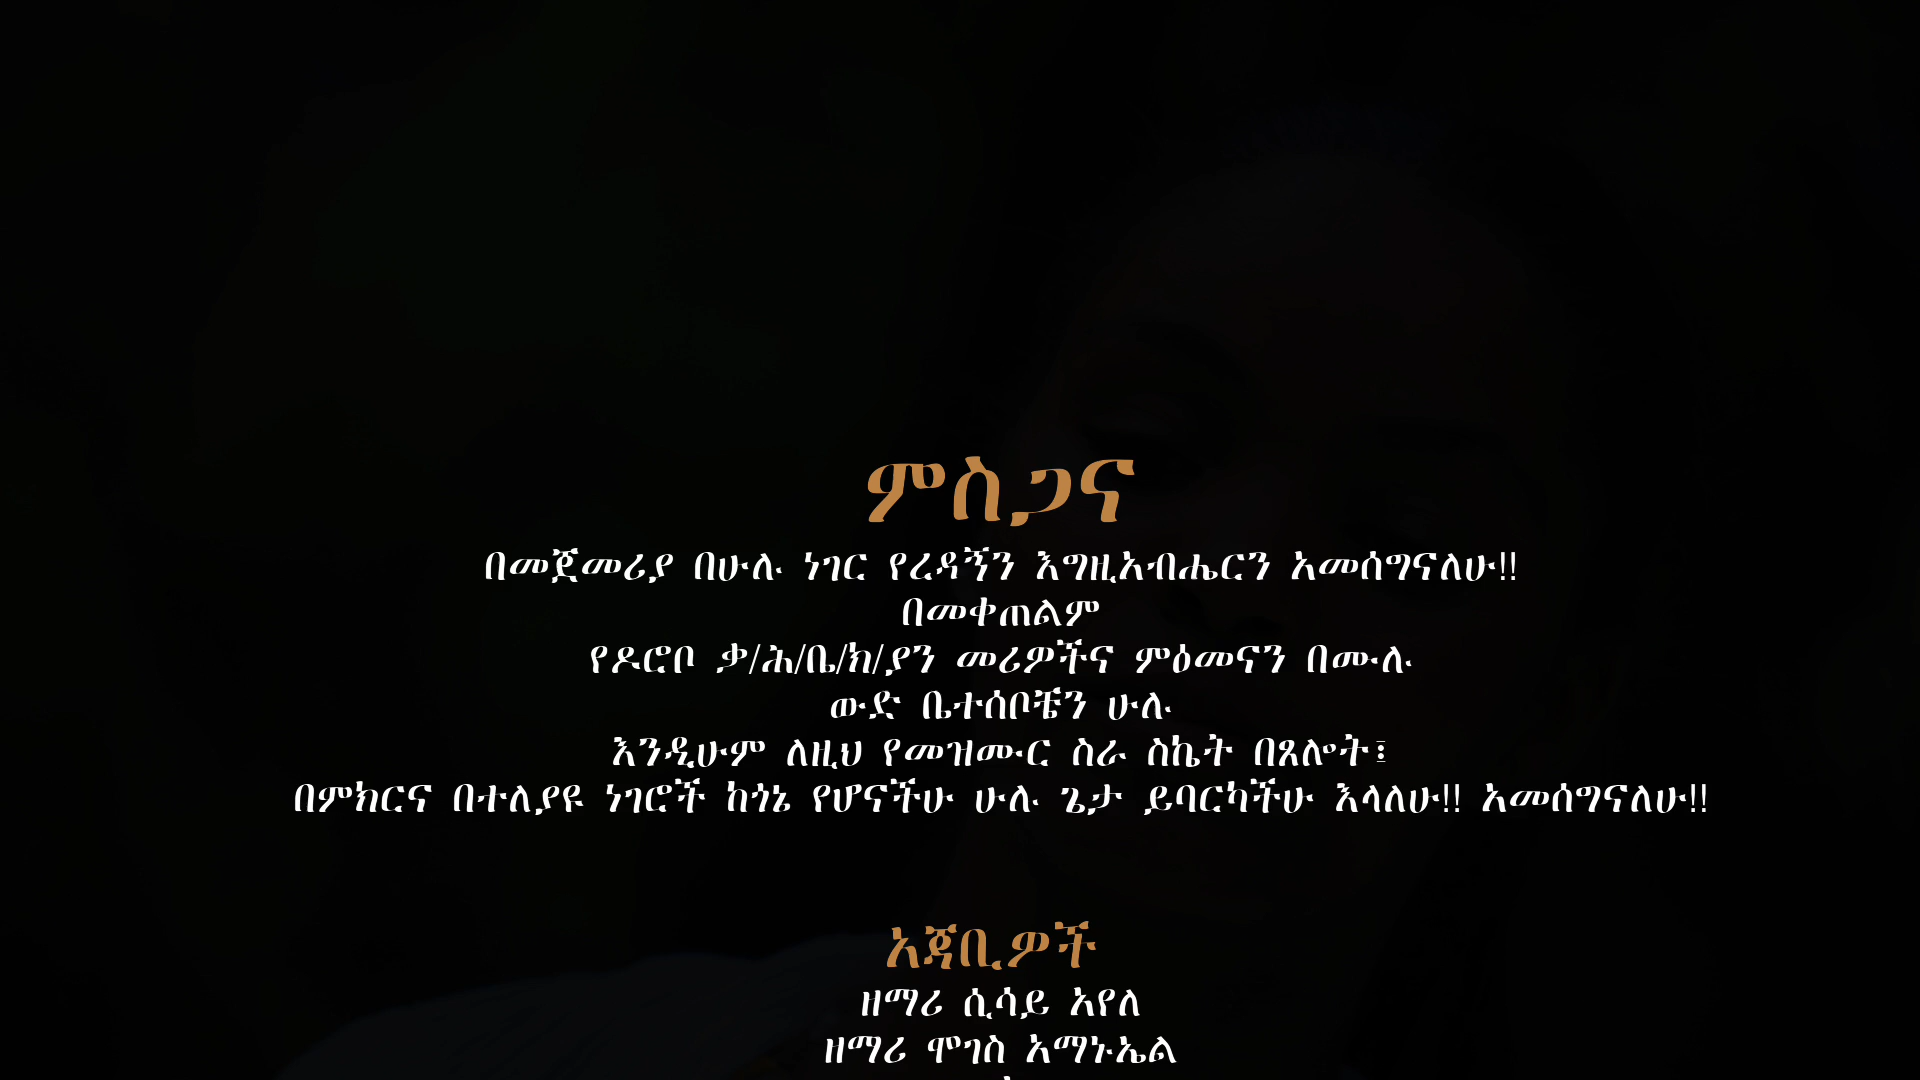 ምስጋና
በመጀመሪያ በሁሉ ነገር የረዳኝን እግዚአብሔርን አመሰግናለሁ!!
በመቀጠልም
የዶሮቦ ቃ/ሕ/ቤ/ክ/ያን መሪዎችና ምዕመናን በሙሉ
ውድ ቤተሰቦቼን ሁሉ
እንዲሁም ለዚህ የመዝሙር ስራ ስኬት በጸሎት፤
በምክርና በተለያዩ ነገሮች ከጎኔ የሆናችሁ ሁሉ ጌታ ይባርካችሁ እላለሁ!! አመሰግናለሁ!!
አጃቢዎች
ዘማሪ ሲሳይ አየለ
ዘማሪ ሞገስ አማኑኤል